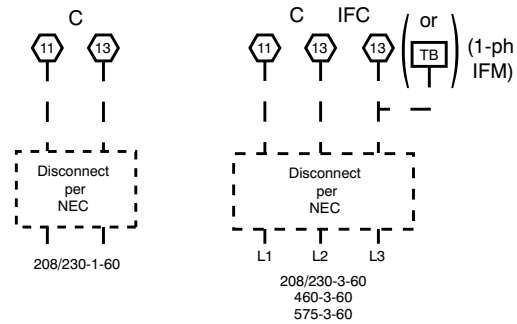 C
11 13
Disconnect
per
NEC
208/230-1-60
C IFC
11 13 13 ( or TB ) (1-ph
IFM)
Disconnect
per
NEC
L1 L2 L3
208/230-3-60
460-3-60
575-3-60